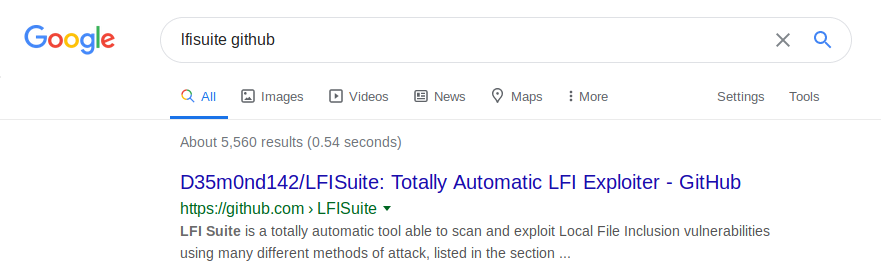 Google
lfisuite github
All Images Videos News Maps More Settings Tools
About 5,560 results (0.54 seconds)
D35m0nd142/LFISuite: Totally Automatic LFI Exploiter - GitHub
https://github.com › LFISuite
LFI Suite is a totally automatic tool able to scan and exploit Local File Inclusion vulnerabilities
using many different methods of attack, listed in the section ...